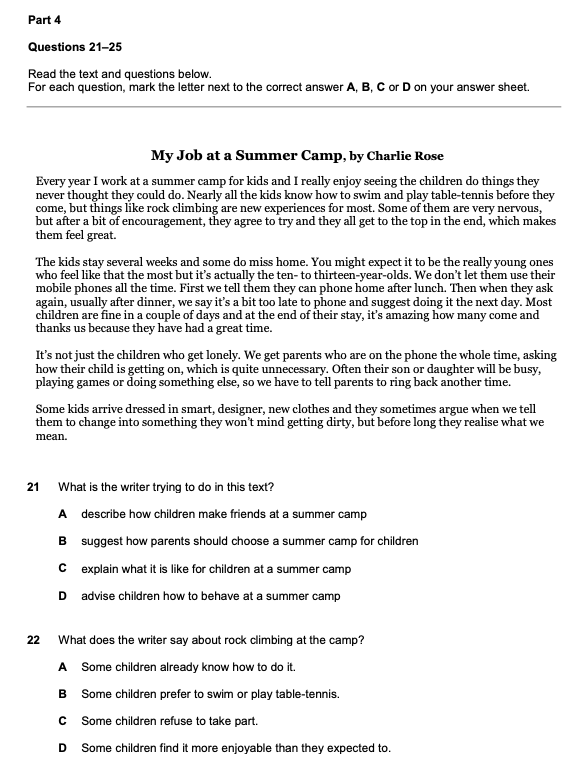 Part 4
Questions 21–25
Read the text and questions below.
For each question, mark the letter next to the correct answer A, B, C or D on your answer sheet.
My Job at a Summer Camp, by Charlie Rose
Every year I work at a summer camp for kids and I really enjoy seeing the children do things they
never thought they could do. Nearly all the kids know how to swim and play table-tennis before they
come, but things like rock climbing are new experiences for most. Some of them are very nervous,
but after a bit of encouragement, they agree to try and they all get to the top in the end, which makes
them feel great.
The kids stay several weeks and some do miss home. You might expect it to be the really young ones
who feel like that the most but it's actually the ten- to thirteen-year-olds. We don't let them use their
mobile phones all the time. First we tell them they can phone home after lunch. Then when they ask
again, usually after dinner, we say it's a bit too late to phone and suggest doing it the next day. Most
children are fine in a couple of days and at the end of their stay, it's amazing how many come and
thanks us because they have had a great time.
It's not just the children who get lonely. We get parents who are on the phone the whole time, asking
how their child is getting on, which is quite unnecessary. Often their son or daughter will be busy,
playing games or doing something else, so we have to tell parents to ring back another time.
Some kids arrive dressed in smart, designer, new clothes and they sometimes argue when we tell
them to change into something they won't mind getting dirty, but before long they realise what we
mean.
21 What is the writer trying to do in this text?
A describe how children make friends at a summer camp
B suggest how parents should choose a summer camp for children
C explain what it is like for children at a summer camp
D advise children how to behave at a summer camp
22 What does the writer say about rock climbing at the camp?
A Some children already know how to do it.
B Some children prefer to swim or play table-tennis.
C Some children refuse to take part.
D Some children find it more enjoyable than they expected to.